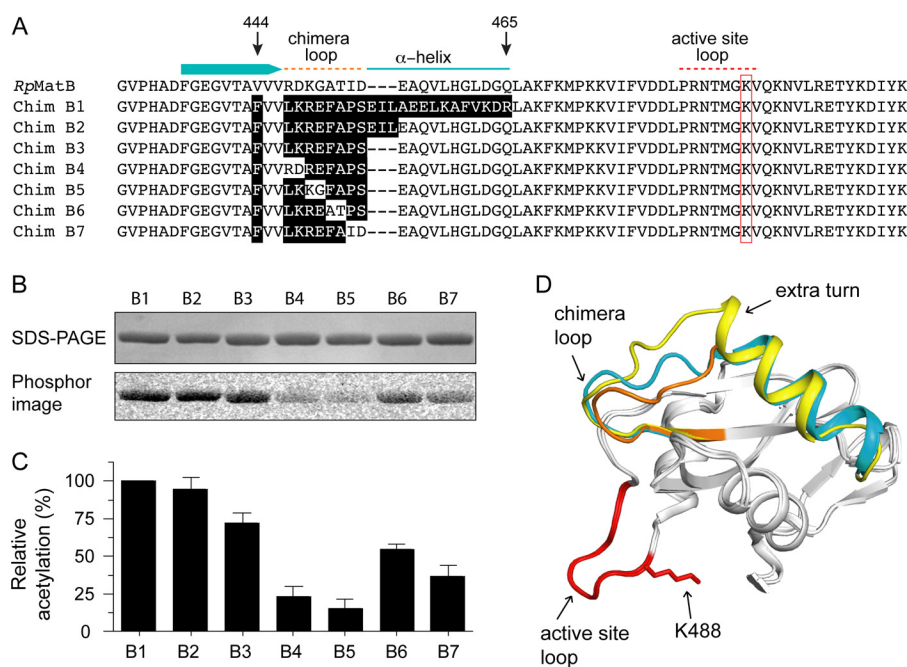 A
444
465
chimera loop
α-helix
active site loop
RpMatB GVPHADFGEGVTAVVVRDKGATID---EAQVLHGLDGQLAKFKMPKKVIFVDDLPRNTMGKVQKNVLRETYKDIYK
Chim B1 GVPHADFGEGVTAFVVLKREFAPSEILAEELKAFVKDRLAKFKMPKKVIFVDDLPRNTMGKVQKNVLRETYKDIYK
Chim B2 GVPHADFGEGVTAFVVLKREFAPSEILEAQVLHGLDGQLAKFKMPKKVIFVDDLPRNTMGKVQKNVLRETYKDIYK
Chim B3 GVPHADFGEGVTAFVVLKREFAPS---EAQVLHGLDGQLAKFKMPKKVIFVDDLPRNTMGKVQKNVLRETYKDIYK
Chim B4 GVPHADFGEGVTAFVVRDREFAPS---EAQVLHGLDGQLAKFKMPKKVIFVDDLPRNTMGKVQKNVLRETYKDIYK
Chim B5 GVPHADFGEGVTAFVVLKKGFAPS---EAQVLHGLDGQLAKFKMPKKVIFVDDLPRNTMGKVQKNVLRETYKDIYK
Chim B6 GVPHADFGEGVTAFVVLKREATPS---EAQVLHGLDGQLAKFKMPKKVIFVDDLPRNTMGKVQKNVLRETYKDIYK
Chim B7 GVPHADFGEGVTAFVVLKREFAID---EAQVLHGLDGQLAKFKMPKKVIFVDDLPRNTMGKVQKNVLRETYKDIYK
B
B1 B2 B3 B4 B5 B6 B7
SDS-PAGE
Phosphor
image
C
Relative
acetylation (%)
100
75
50
25
0
B1 B2 B3 B4 B5 B6 B7
D
extra turn
chimera
loop
K488
active site
loop